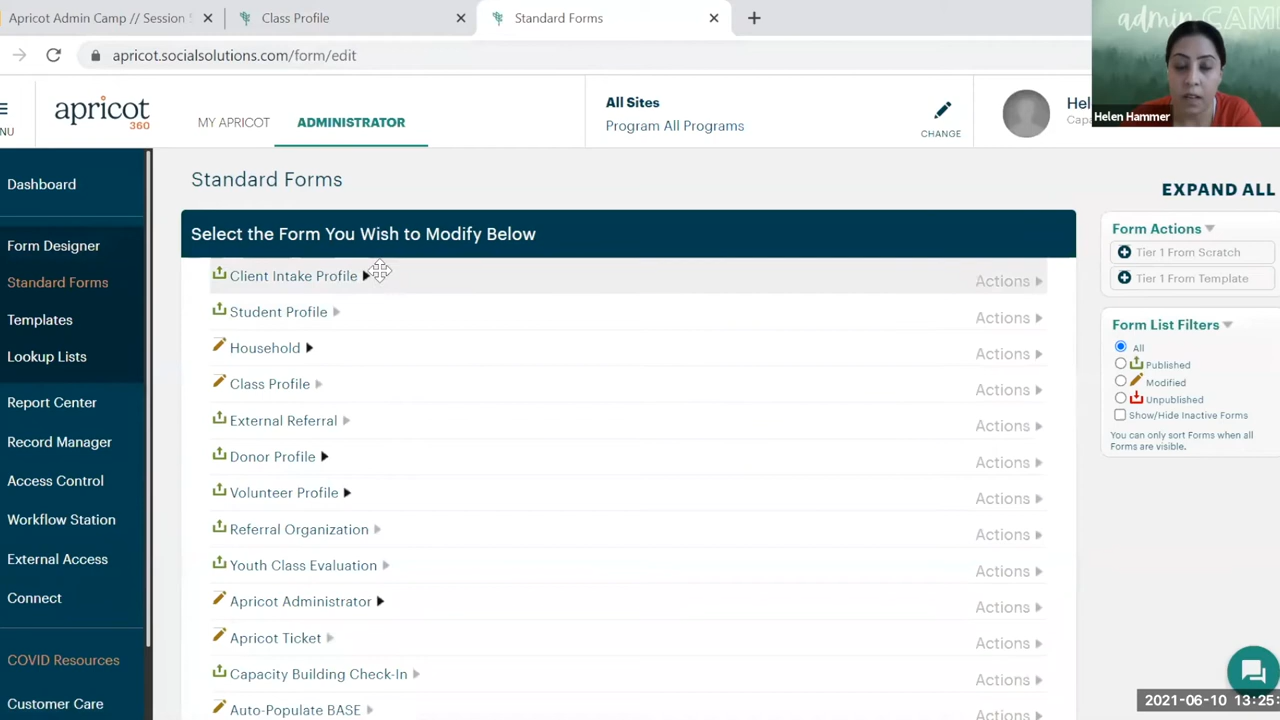 Apricot Admin Camp // Session
Class Profile
Standard Forms
apricot.socialsolutions.com/form/edit
admin CAMP
Helen Hammer
NU
apricot
360
MY APRICOT
ADMINISTRATOR
All Sites
Program All Programs
CHANGE
Hel
Capa
Dashboard
Form Designer
Standard Forms
Templates
Lookup Lists
Report Center
Record Manager
Access Control
Workflow Station
External Access
Connect
COVID Resources
Customer Care
Standard Forms
EXPAND ALL
Select the Form You Wish to Modify Below
Client Intake Profile Actions
Student Profile Actions
Household Actions
Class Profile Actions
External Referral Actions
Donor Profile Actions
Volunteer Profile Actions
Referral Organization Actions
Youth Class Evaluation Actions
Apricot Administrator Actions
Apricot Ticket Actions
Capacity Building Check-In Actions
Auto-Populate BASE Actions
Form Actions
Tier 1 From Scratch
Tier 1 From Template
Form List Filters
All
Published
Modified
Unpublished
Show/Hide Inactive Forms
You can only sort Forms when all
Forms are visible.
2021-06-10 13:25: